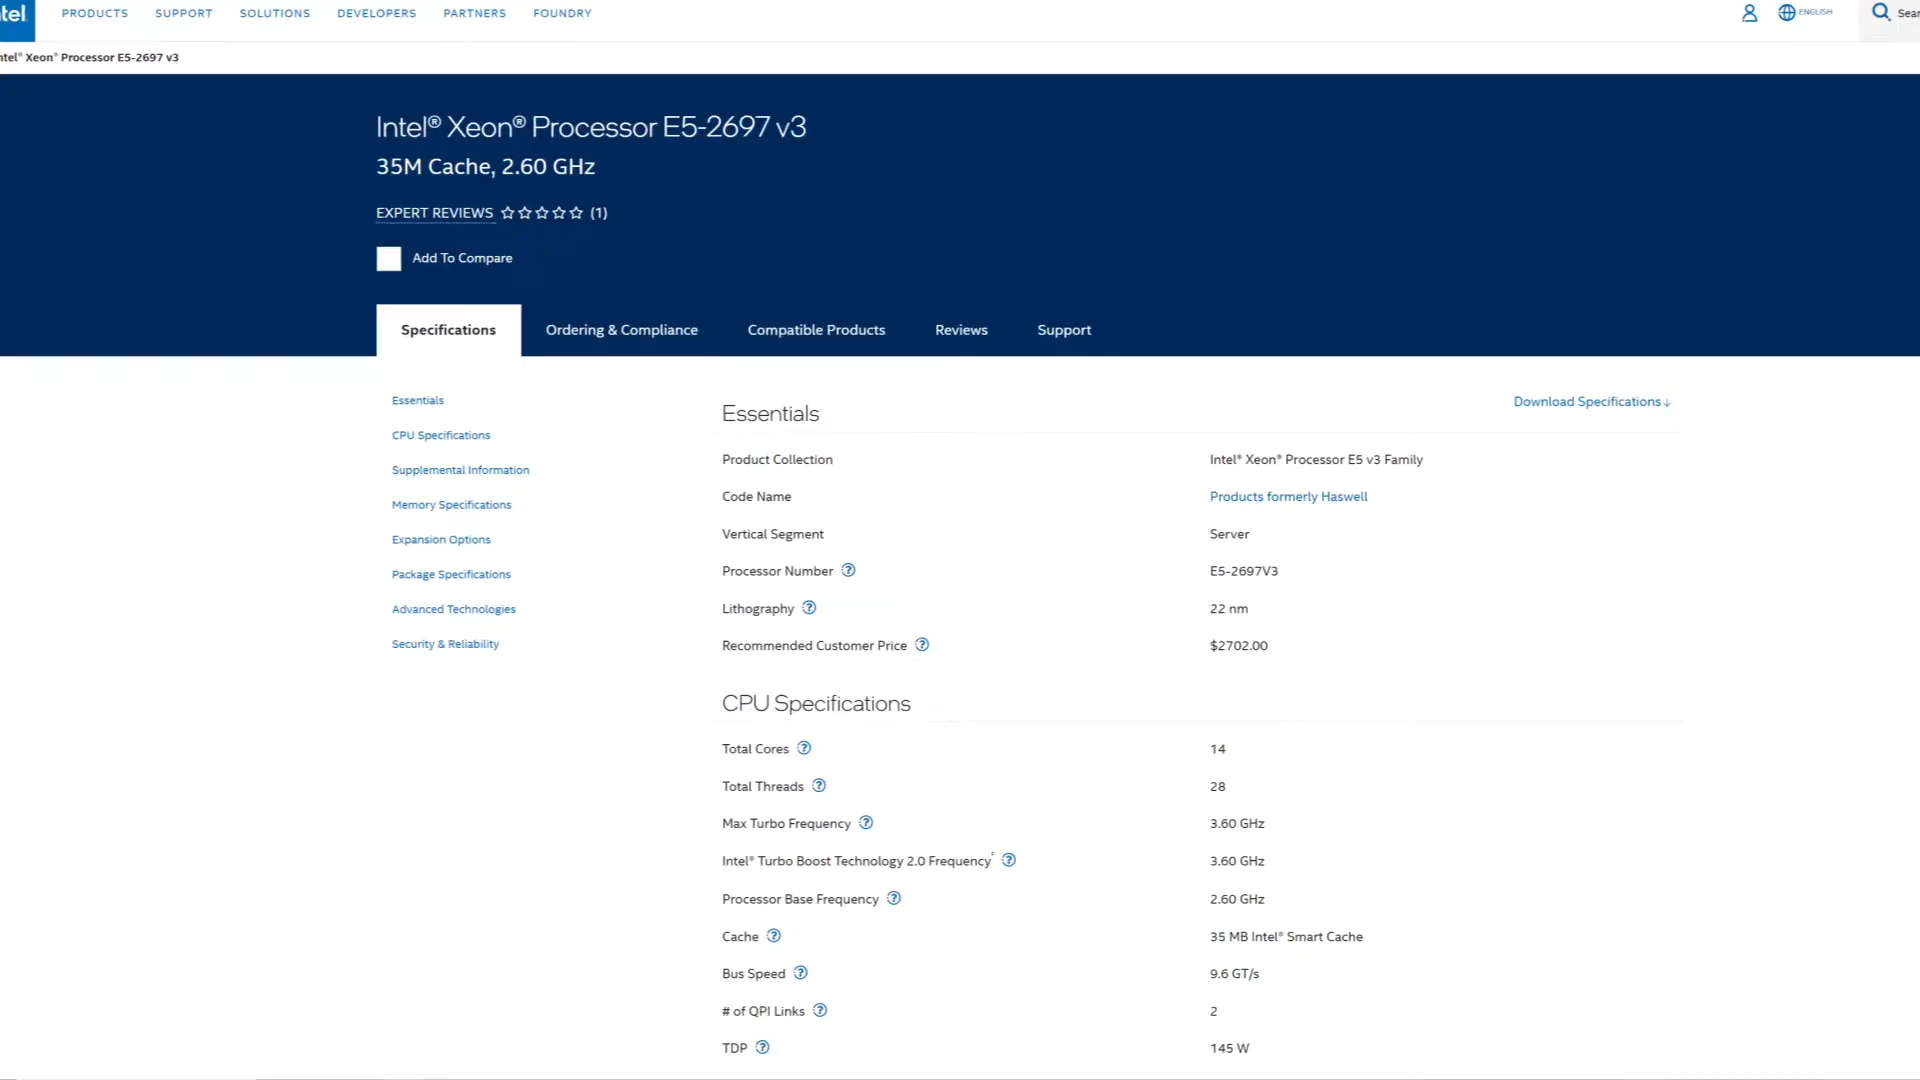 PRODUCTS SUPPORT SOLUTIONS DEVELOPERS PARTNERS FOUNDRY ENGLISH
Xeon® Processor E5-2697 v3
Intel® Xeon® Processor E5-2697 v3
35M Cache, 2.60 GHz
EXPERT REVIEWS (1)
Add To Compare
Specifications Ordering & Compliance Compatible Products Reviews Support
Essentials
CPU Specifications
Supplemental Information
Memory Specifications
Expansion Options
Package Specifications
Advanced Technologies
Security & Reliability
Essentials Download Specifications↓
Product Collection Intel® Xeon® Processor E5 v3 Family
Code Name Products formerly Haswell
Vertical Segment Server
Processor Number ? E5-2697V3
Lithography ? 22 nm
Recommended Customer Price ? $2702.00
CPU Specifications
Total Cores ? 14
Total Threads ? 28
Max Turbo Frequency ? 3.60 GHz
Intel® Turbo Boost Technology 2.0 Frequency‡ ? 3.60 GHz
Processor Base Frequency ? 2.60 GHz
Cache ? 35 MB Intel® Smart Cache
Bus Speed ? 9.6 GT/s
# of QPI Links ? 2
TDP ? 145 W